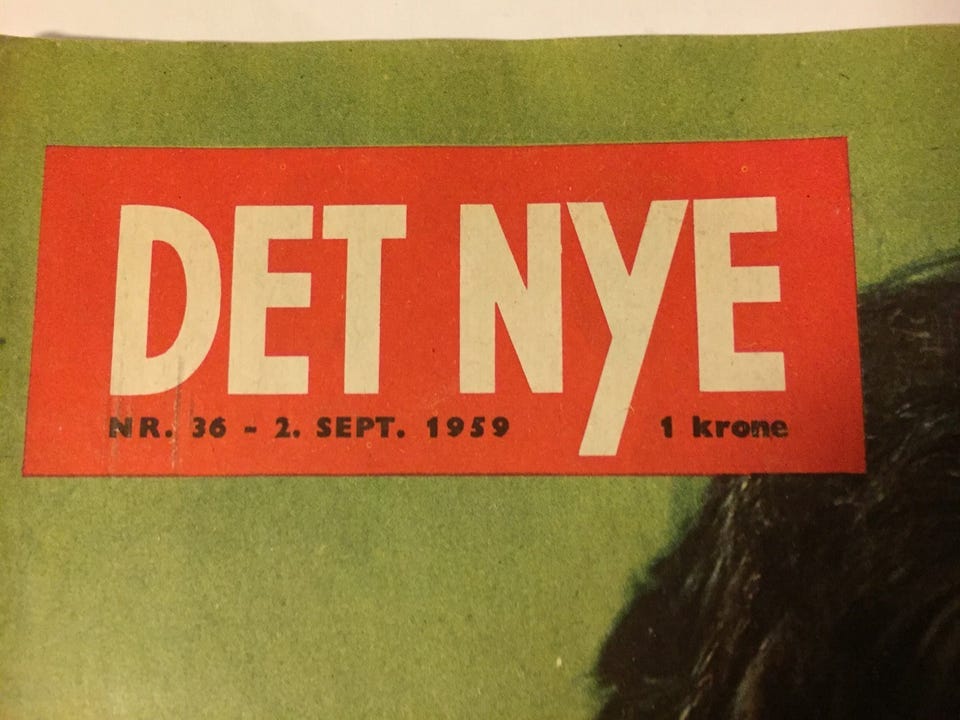 DET NYE
NR. 36 - 2. SEPT. 1959 1 krone